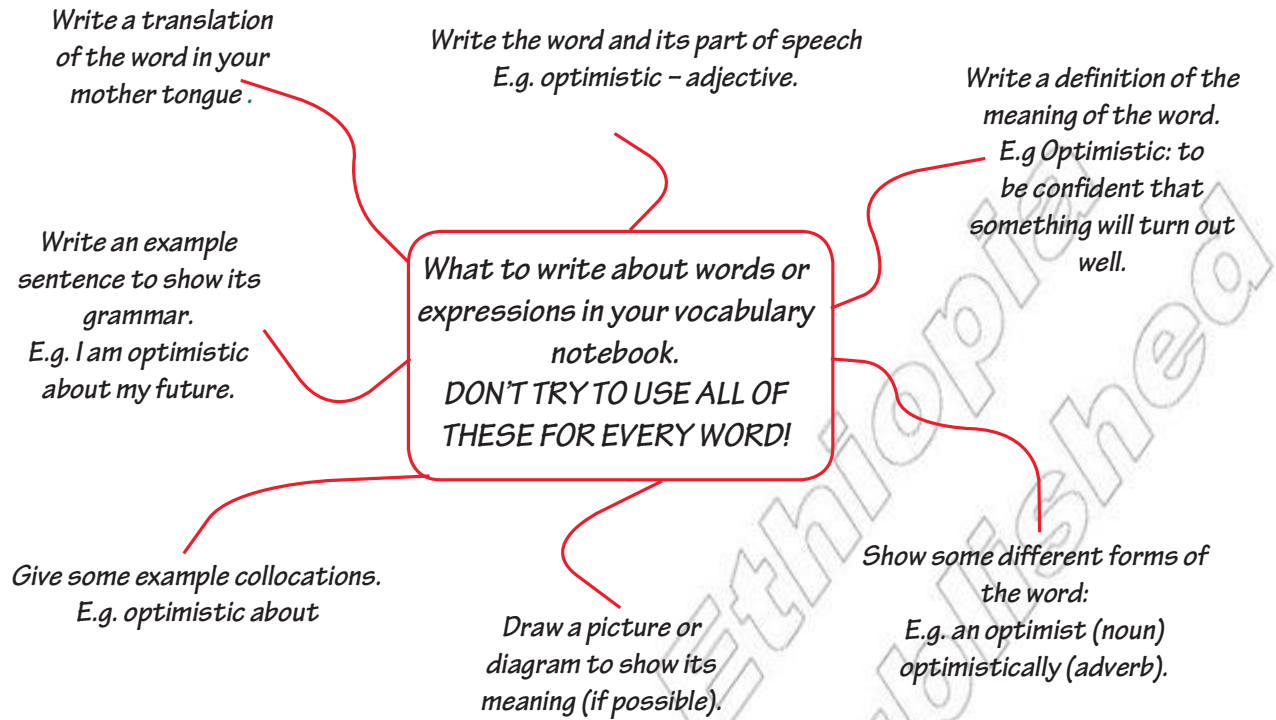 Write a translation
of the word in your
mother tongue .
Write the word and its part of speech
E.g. optimistic – adjective.
Write a definition of the
meaning of the word.
E.g Optimistic: to
be confident that
something will turn out
well.
Write an example
sentence to show its
grammar.
E.g. I am optimistic
about my future.
What to write about words or
expressions in your vocabulary
notebook.
DON'T TRY TO USE ALL OF
THESE FOR EVERY WORD!
Give some example collocations.
E.g. optimistic about
Draw a picture or
diagram to show its
meaning (if possible).
Show some different forms of
the word:
E.g. an optimist (noun)
optimistically (adverb).
Ethiopia